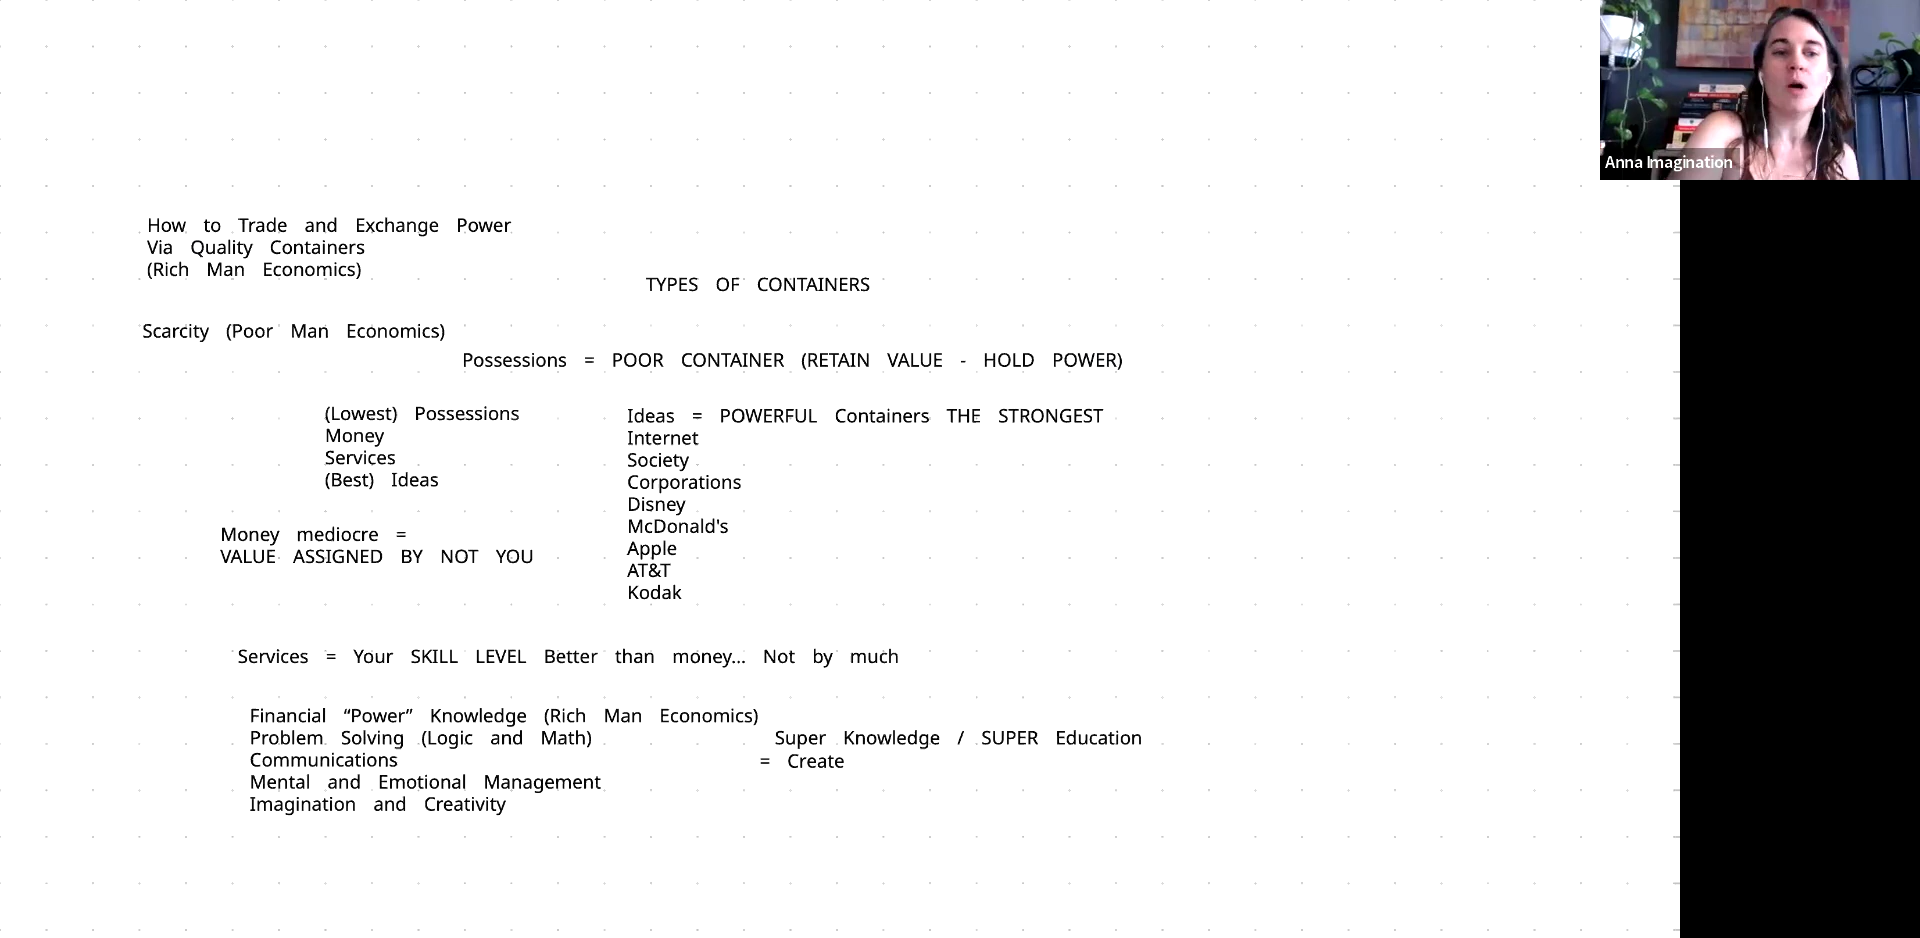 Anna Imagination
How to Trade and Exchange Power
Via Quality Containers
(Rich Man Economics)
TYPES OF CONTAINERS
Scarcity (Poor Man Economics)
Possessions = POOR CONTAINER (RETAIN VALUE - HOLD POWER)
(Lowest) Possessions
Money
Services
(Best) Ideas
Ideas = POWERFUL Containers THE STRONGEST
Internet
Society
Corporations
Disney
McDonald's
Apple
AT&T
Kodak
Money mediocre =
VALUE ASSIGNED BY NOT YOU
Services = Your SKILL LEVEL Better than money... Not by much
Financial “Power” Knowledge (Rich Man Economics)
Problem Solving (Logic and Math)
Communications
Mental and Emotional Management
Imagination and Creativity
Super Knowledge / SUPER Education
= Create